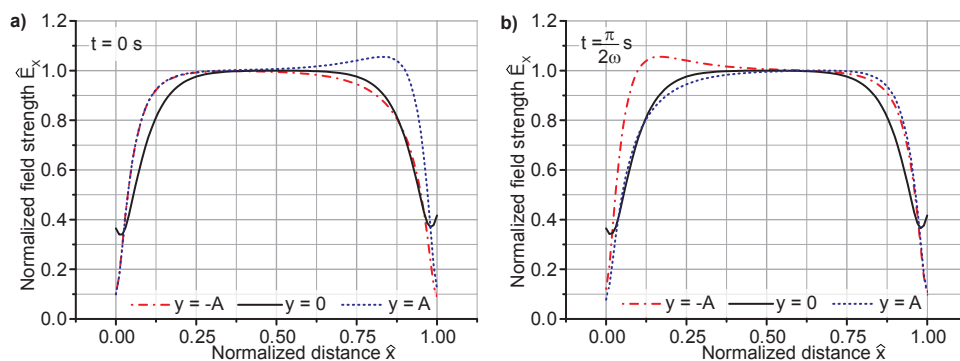 a)
t = 0 s
Normalized field strength Êₓ
1.2
1.0
0.8
0.6
0.4
0.2
0.0
y = -A y = 0 y = A
0.00 0.25 0.50 0.75 1.00
Normalized distance x̂
b)
t = π/2ω s
Normalized field strength Êₓ
1.2
1.0
0.8
0.6
0.4
0.2
0.0
y = -A y = 0 y = A
0.00 0.25 0.50 0.75 1.00
Normalized distance x̂